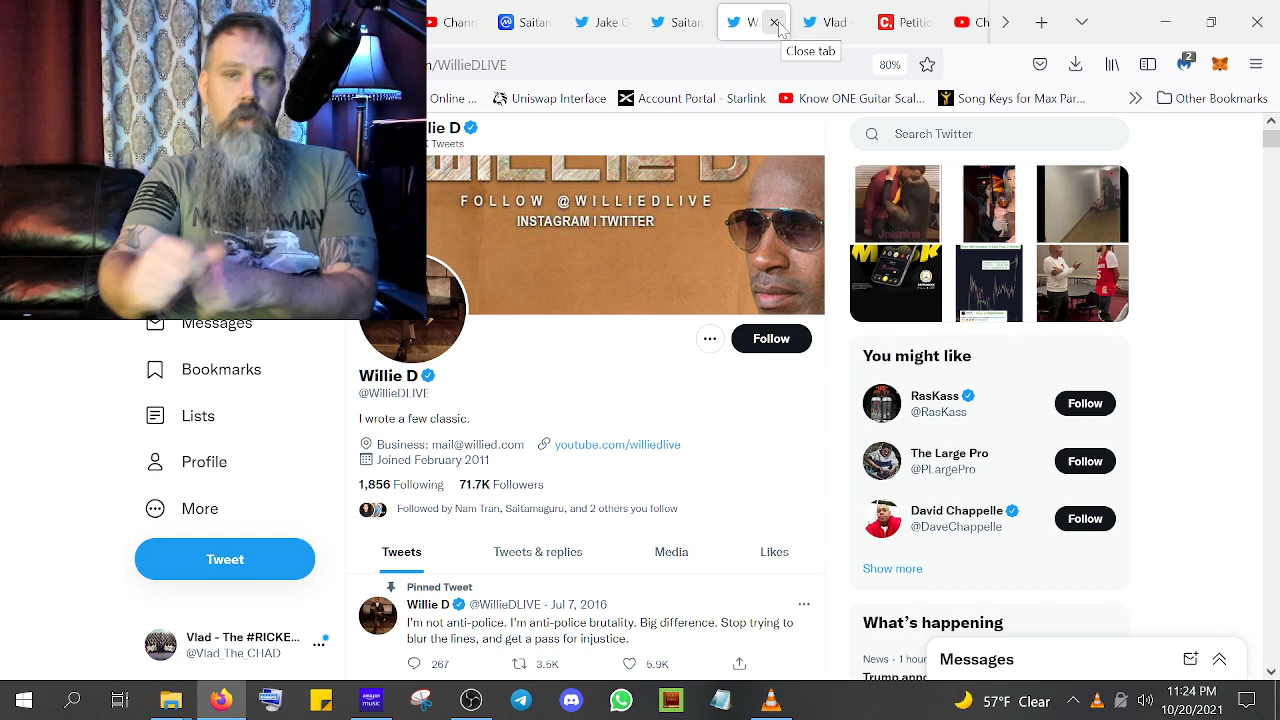 Chann
Saitan
Jake C
Saitan
W
Vlad -
Petitic
Ch
Close tab
/WillieDLIVE
80%
2
Online ...
Unstop Interface
Account Portal - Starlink
Song Keys for Max Par...
Other Bookmarks
lie D
Tweets
WILLIE D
FOLLOW @WILLIEDLIVE
INSTAGRAM | TWITTER
Search Twitter
Jasmine
Messages
Bookmarks
Lists
Profile
More
Tweet
Vlad - The #RICKE...
@Vlad_The_CHAD
Follow
Willie D
@WillieDLIVE
I wrote a few classic.
Business: mail@willied.com youtube.com/williedlive
Joined February 2011
1,856 Following 71.7K Followers
Followed by Nam Tran, Saitamaguru, and 2 others you follow
Tweets Tweets & replies Media Likes
Pinned Tweet
Willie D @WillieDLIVE · Jul 7, 2016
I'm not anti-police. I'm anti-police brutality. Big difference. Stop trying to
blur the lines, and get a pass for injustice.
267 3.5K 5.9K
You might like
RasKass
@RasKass
Follow
The Large Pro
@PLargePro
Follow
David Chappelle
@DaveChappelle
Follow
Show more
What's happening
News · 1 hour
Trump anno
Messages
amazon music
57°F Clear
11:24 PM
10/20/2021